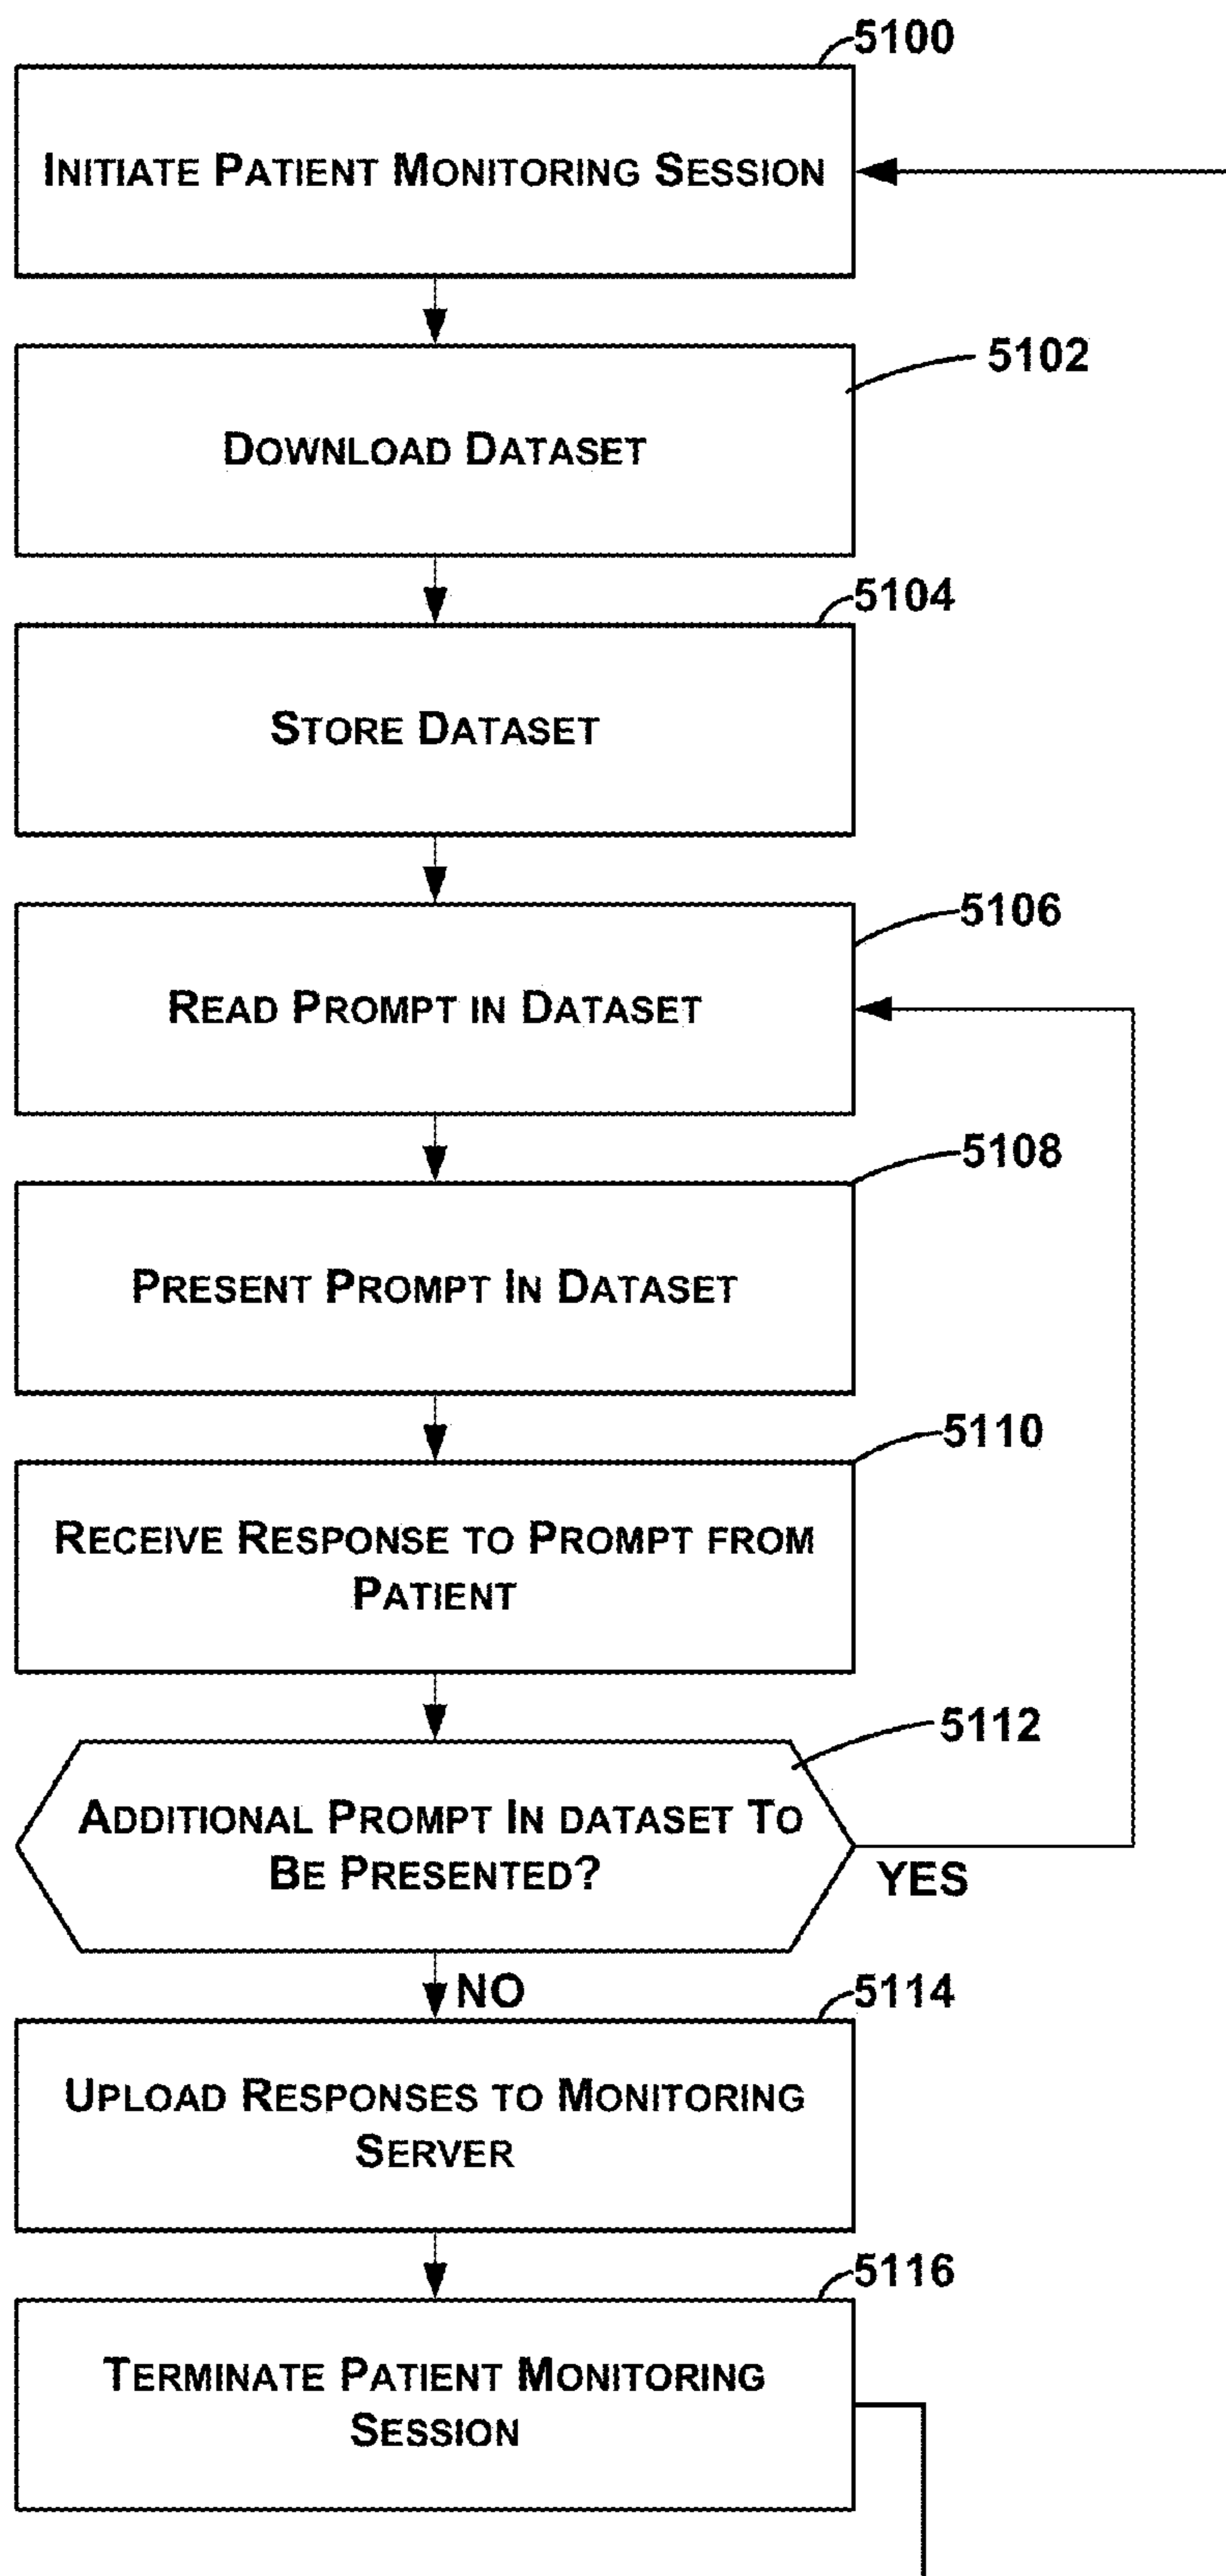 5100
INITIATE PATIENT MONITORING SESSION
5102
DOWNLOAD DATASET
5104
STORE DATASET
5106
READ PROMPT IN DATASET
5108
PRESENT PROMPT IN DATASET
5110
RECEIVE RESPONSE TO PROMPT FROM
PATIENT
5112
ADDITIONAL PROMPT IN DATASET TO
BE PRESENTED?
YES
NO
5114
UPLOAD RESPONSES TO MONITORING
SERVER
5116
TERMINATE PATIENT MONITORING
SESSION